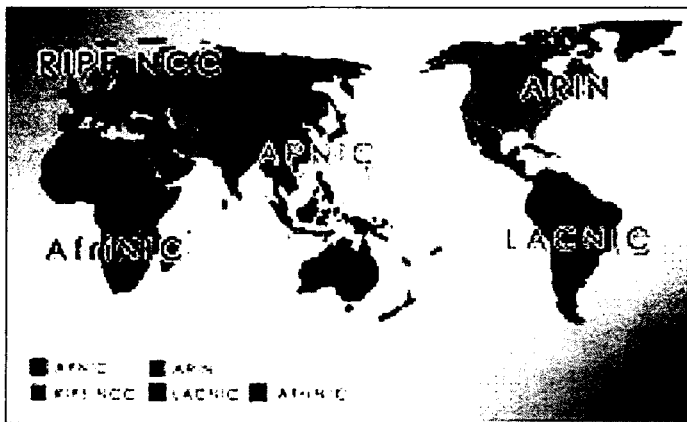 RIPE NCC
ARIN
APNIC
AfriNIC
LACNIC
APNIC ARIN
RIPE NCC LACNIC AfriNIC